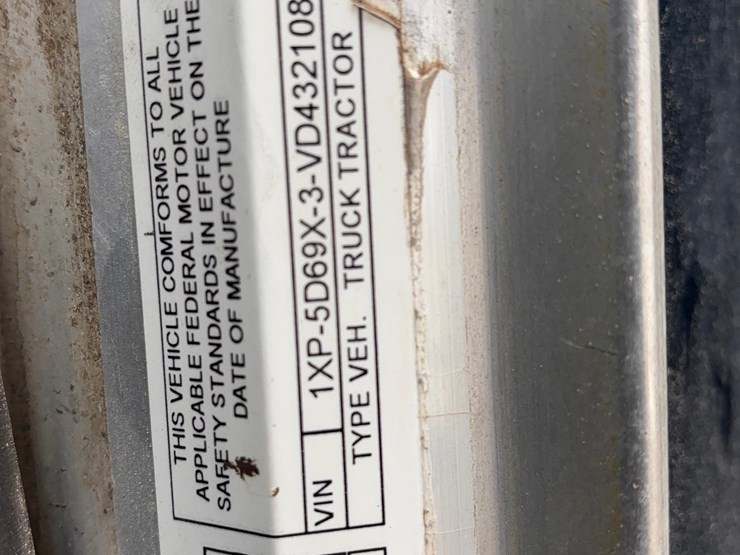 THIS VEHICLE COMFORMS TO ALL
APPLICABLE FEDERAL MOTOR VEHICLE
SAFETY STANDARDS IN EFFECT ON THE
DATE OF MANUFACTURE
VIN 1XP-5D69X-3-VD432108
TYPE VEH. TRUCK TRACTOR